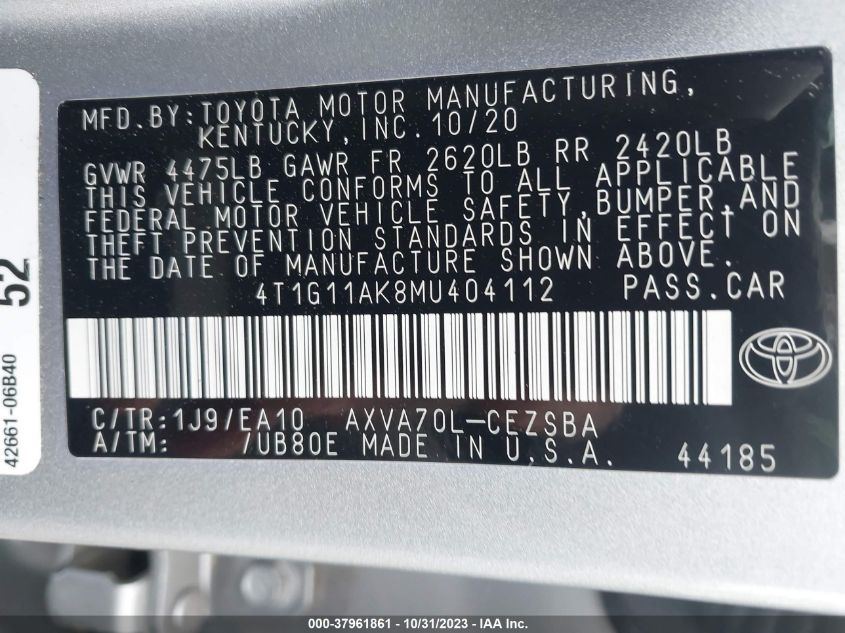 MFD. BY: TOYOTA MOTOR MANUFACTURING,
KENTUCKY, INC. 10/20
GVWR 4475LB GAWR FR 2620LB RR 2420LB
THIS VEHICLE CONFORMS TO ALL APPLICABLE
FEDERAL MOTOR VEHICLE SAFETY, BUMPER, AND
THEFT PREVENTION STANDARDS IN EFFECT ON
THE DATE OF MANUFACTURE SHOWN ABOVE.
4T1G11AK8MU404112 PASS. CAR
C/TR: 1J9/EA10 AXVA70L-CEZSBA
A/TM: /UB80E MADE IN U.S.A. 44185
52
42661-06B40
000-37961861 - 10/31/2023 - IAA Inc.